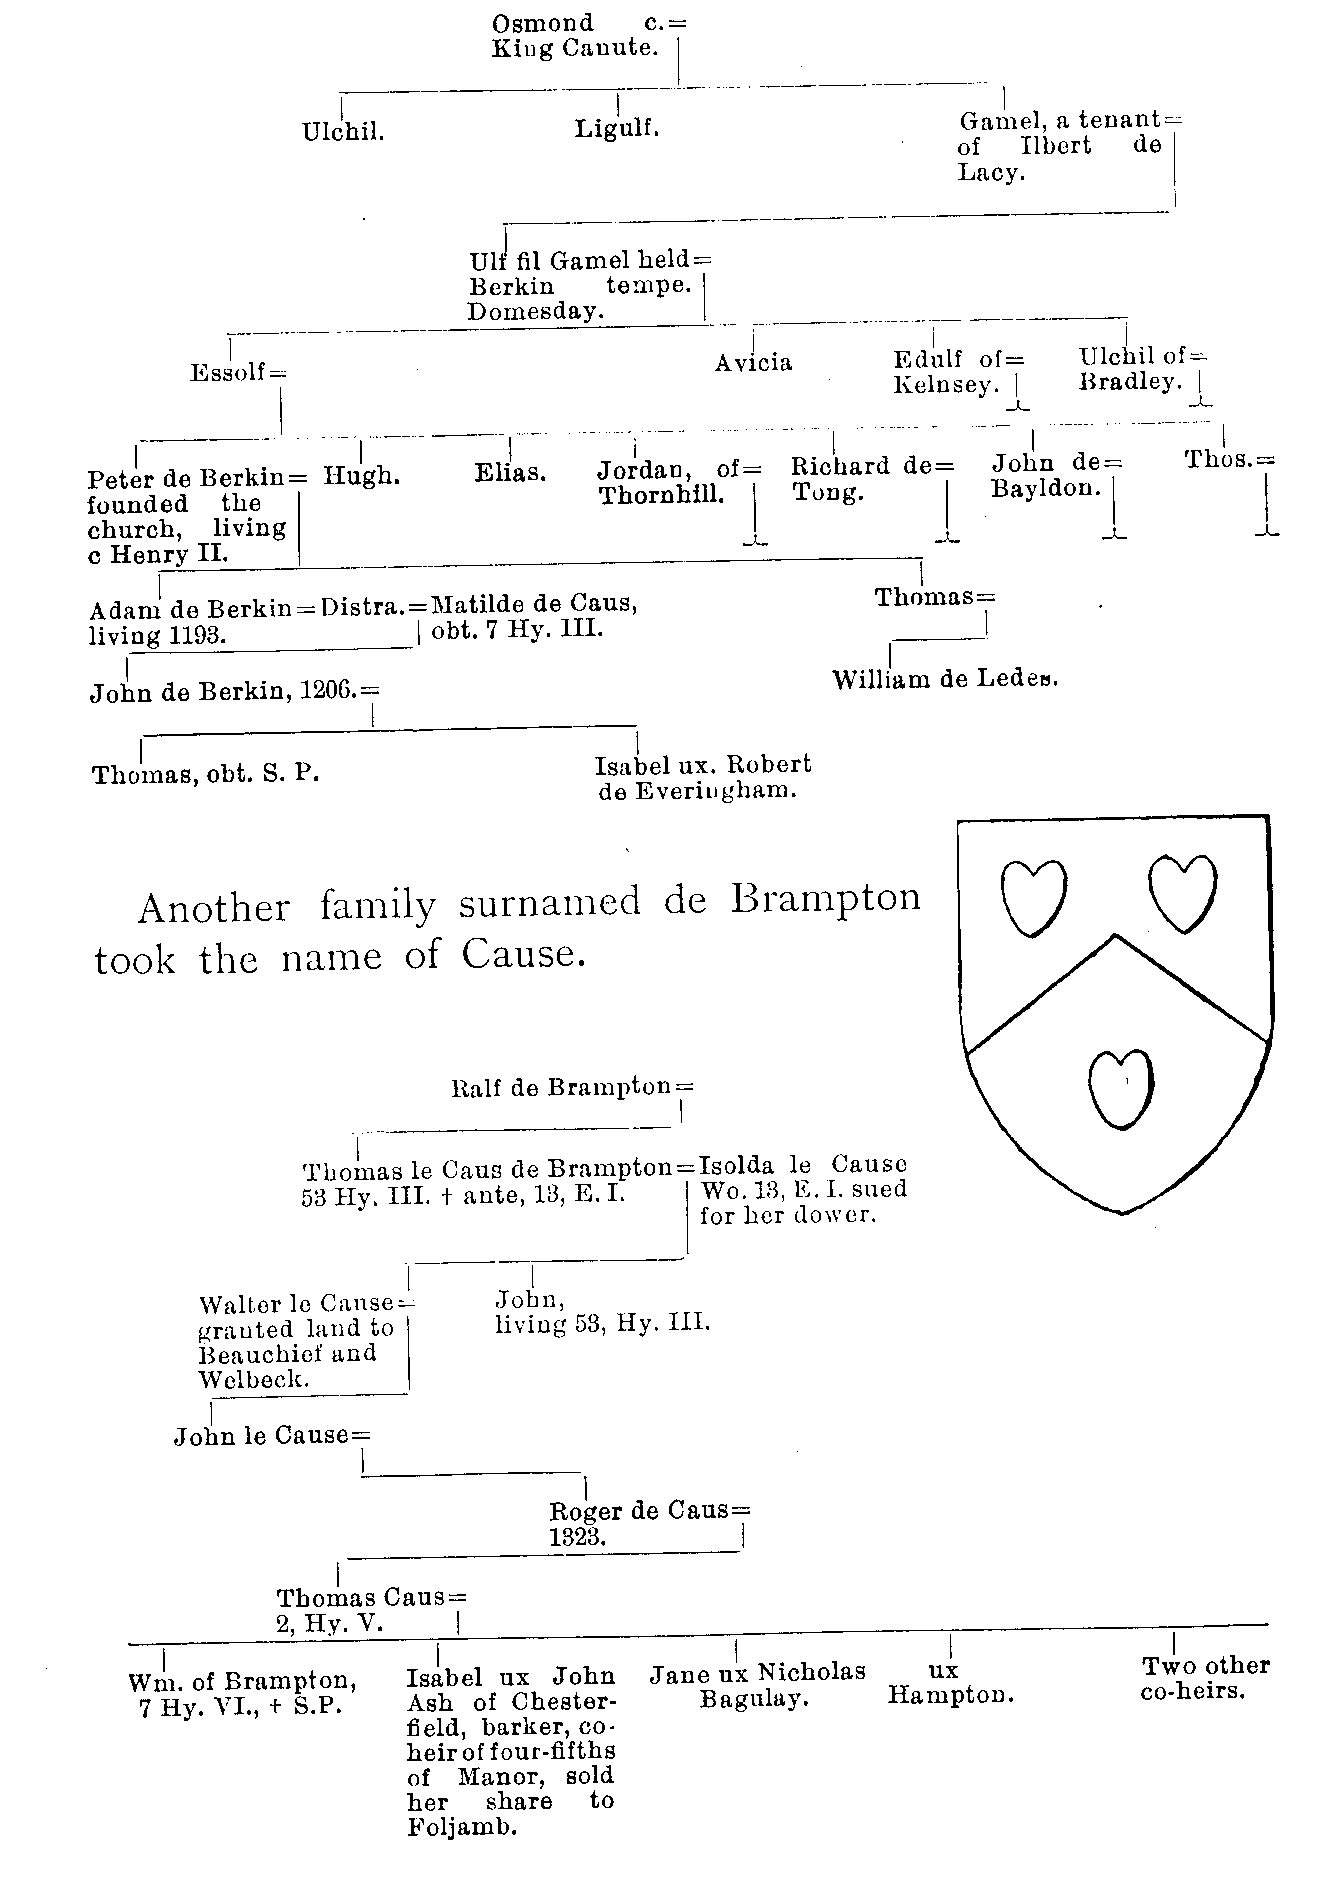 Osmond c.=
King Canute.
Ulchil.
Ligulf.
Gamel, a tenant=
of Ilbert de
Lacy.
Ulf fil Gamel held=
Berkin tempe.
Domesday.
Essolf=
Avicia
Edulf of=
Kelnsey.
Ulchil of=
Bradley.
Peter de Berkin=
founded the
church, living
c Henry II.
Hugh.
Elias.
Jordan, of=
Thornhill.
Richard de=
Tong.
John de=
Bayldon.
Thos.=
Adam de Berkin=Distra.=Matilde de Caus,
living 1193.
obt. 7 Hy. III.
Thomas=
John de Berkin, 1206.=
William de Ledes.
Thomas, obt. S. P.
Isabel ux. Robert
de Everingham.
Another family surnamed de Brampton
took the name of Cause.
Ralf de Brampton=
Thomas le Caus de Brampton=Isolda le Cause
53 Hy. III. † ante, 13, E. I.
Wo. 13, E. I. sued
for her dower.
Walter le Cause=
granted land to
Beauchief and
Welbeck.
John,
living 53, Hy. III.
John le Cause=
Roger de Caus=
1323.
Thomas Caus=
2, Hy. V.
Wm. of Brampton,
7 Hy. VI., † S.P.
Isabel ux John
Ash of Chester-
field, barker, co-
heir of four-fifths
of Manor, sold
her share to
Foljamb.
Jane ux Nicholas
Bagulay.
ux
Hampton.
Two other
co-heirs.